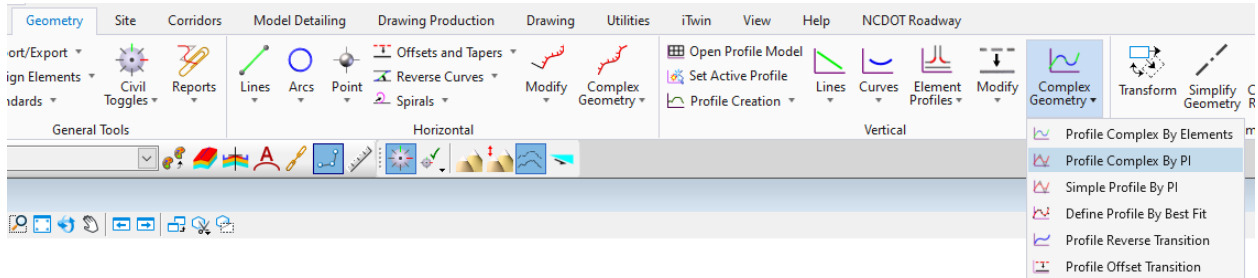 Geometry Site Corridors Model Detailing Drawing Production Drawing Utilities iTwin View Help NCDOT Roadway
ort/Export
ign Elements
ndards
Civil Toggles
Reports
General Tools
Lines
Arcs
Point
Offsets and Tapers
Reverse Curves
Spirals
Modify
Complex Geometry
Horizontal
Open Profile Model
Set Active Profile
Profile Creation
Lines
Curves
Element Profiles
Modify
Complex Geometry
Vertical
Transform
Simplify Geometry
Profile Complex By Elements
Profile Complex By PI
Simple Profile By PI
Define Profile By Best Fit
Profile Reverse Transition
Profile Offset Transition